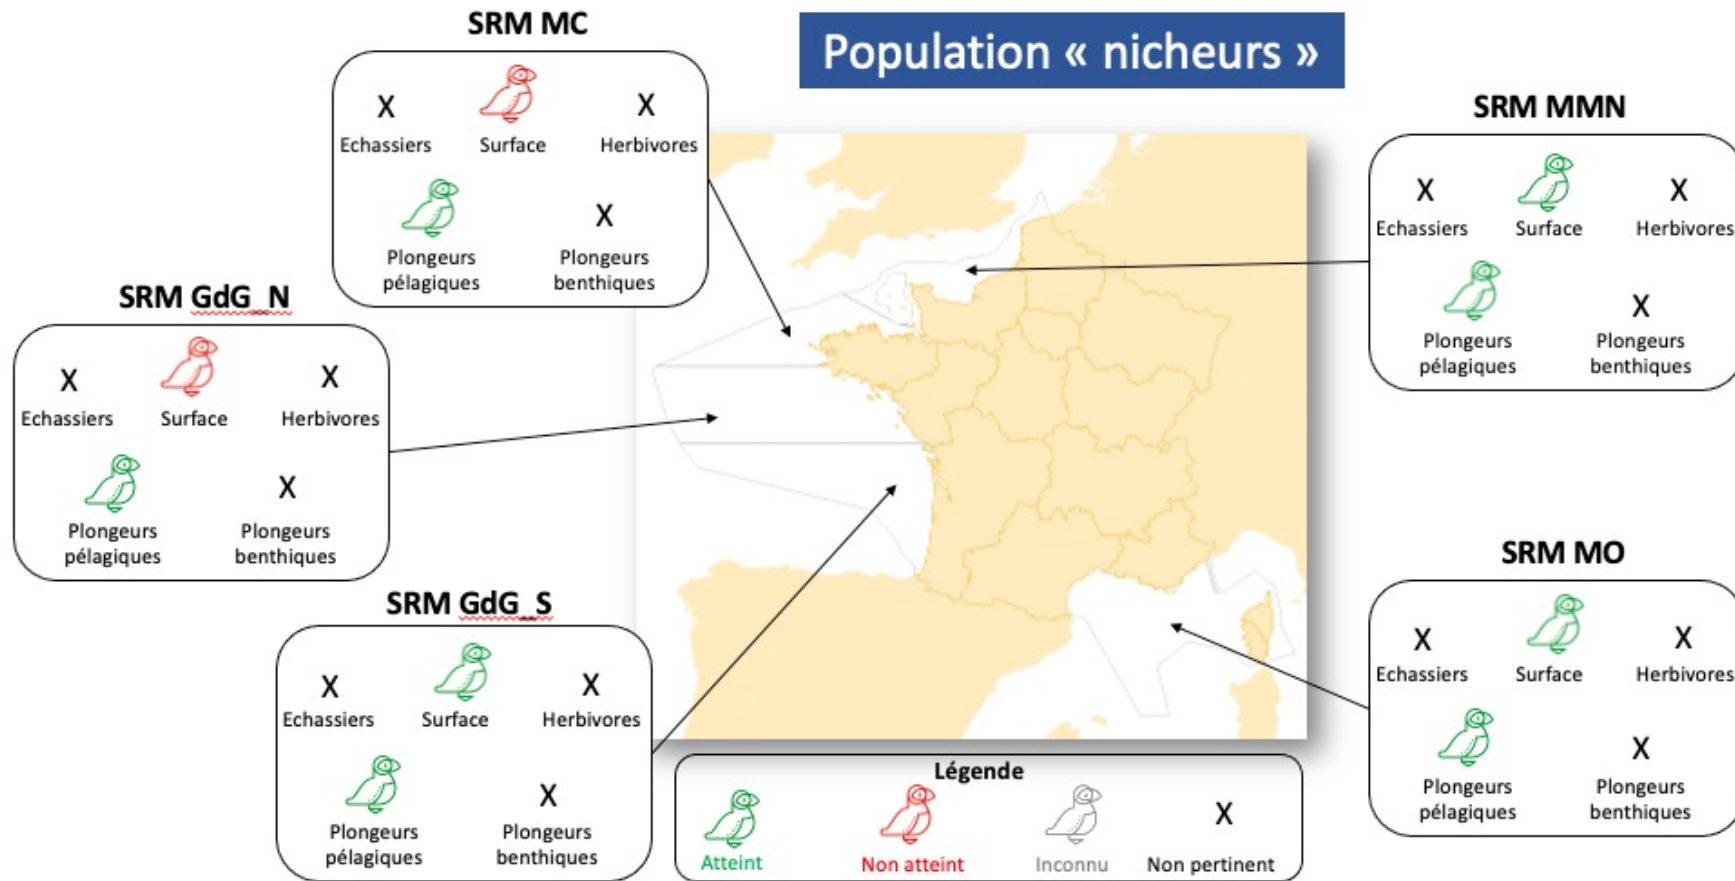 Population « nicheurs »
SRM MC
X X
Echassiers Surface Herbivores
X
Plongeurs Plongeurs
pélagiques benthiques
SRM MMN
X X
Echassiers Surface Herbivores
X
Plongeurs Plongeurs
pélagiques benthiques
SRM GdG_N
X X
Echassiers Surface Herbivores
X
Plongeurs Plongeurs
pélagiques benthiques
SRM GdG_S
X X
Echassiers Surface Herbivores
X
Plongeurs Plongeurs
pélagiques benthiques
SRM MO
X X
Echassiers Surface Herbivores
X
Plongeurs Plongeurs
pélagiques benthiques
Légende
X
Atteint Non atteint Inconnu Non pertinent